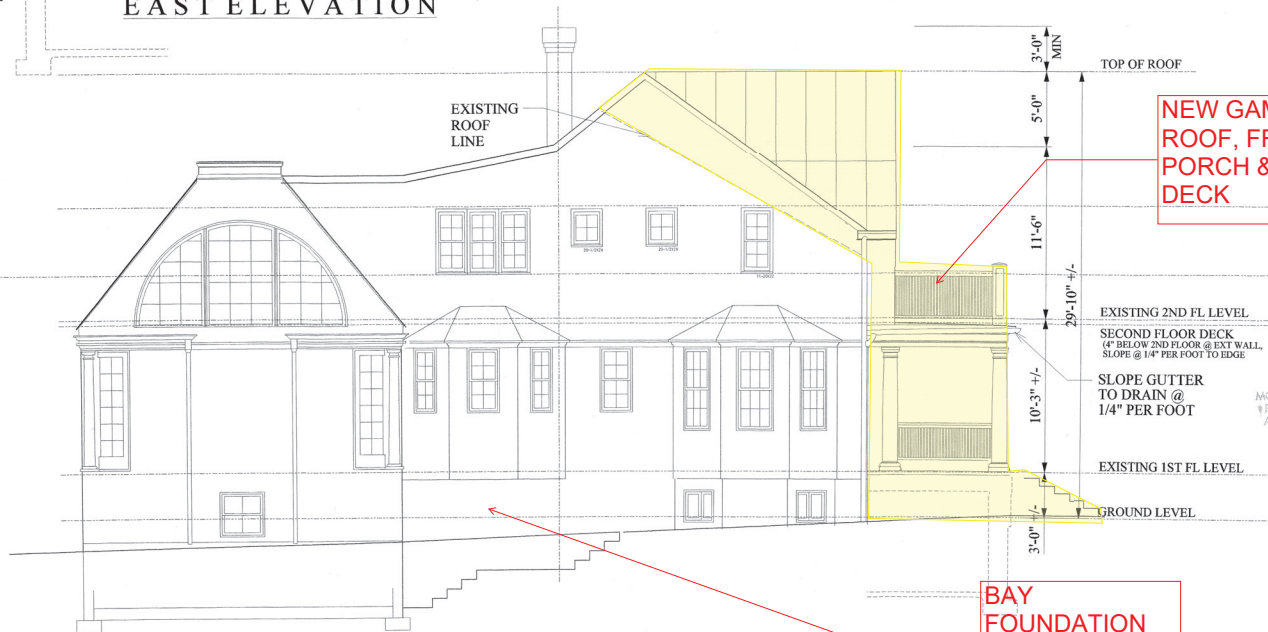 EAST ELEVATION
EXISTING
ROOF
LINE
3'-0"
MIN
TOP OF ROOF
5'-0"
NEW
ROOF,
PORCH &
DECK
11'-6"
29'-10" +/-
EXISTING 2ND FL LEVEL
SECOND FLOOR DECK
(4" BELOW 2ND FLOOR @ EXT WALL,
SLOPE @ 1/4" PER FOOT TO EDGE
SLOPE GUTTER
TO DRAIN @
1/4" PER FOOT
10'-3" +/-
EXISTING 1ST FL LEVEL
GROUND LEVEL
3'-0" +/-
BAY
FOUNDATION